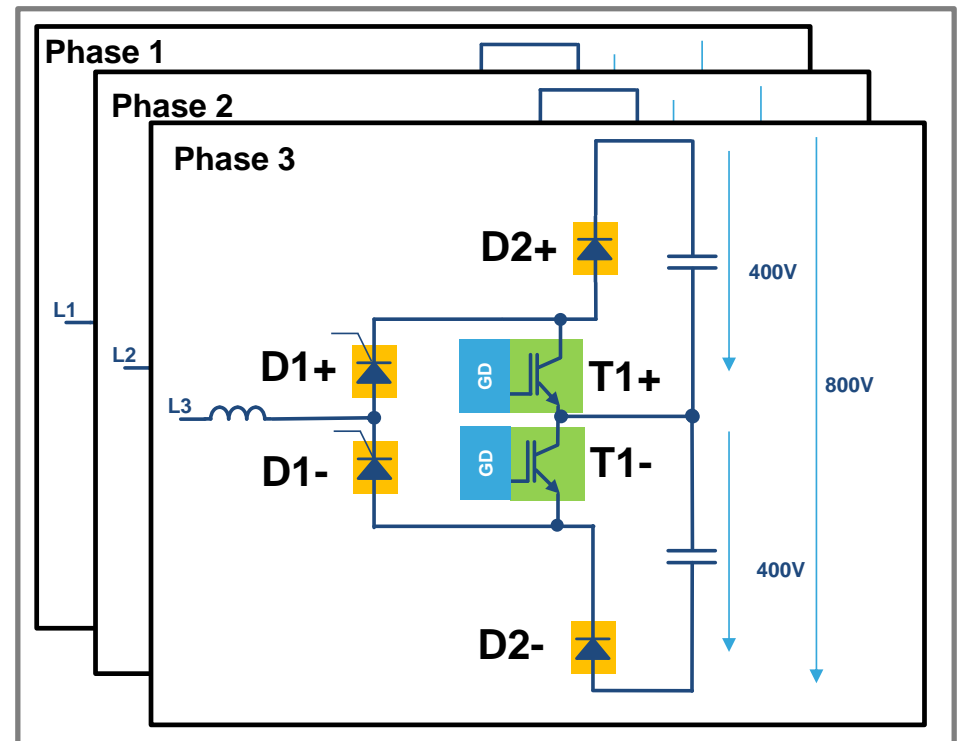 Phase 1
Phase 2
Phase 3
D2+
400V
L1
L2
D1+
GD
T1+
800V
L3
D1-
GD
T1-
400V
D2-